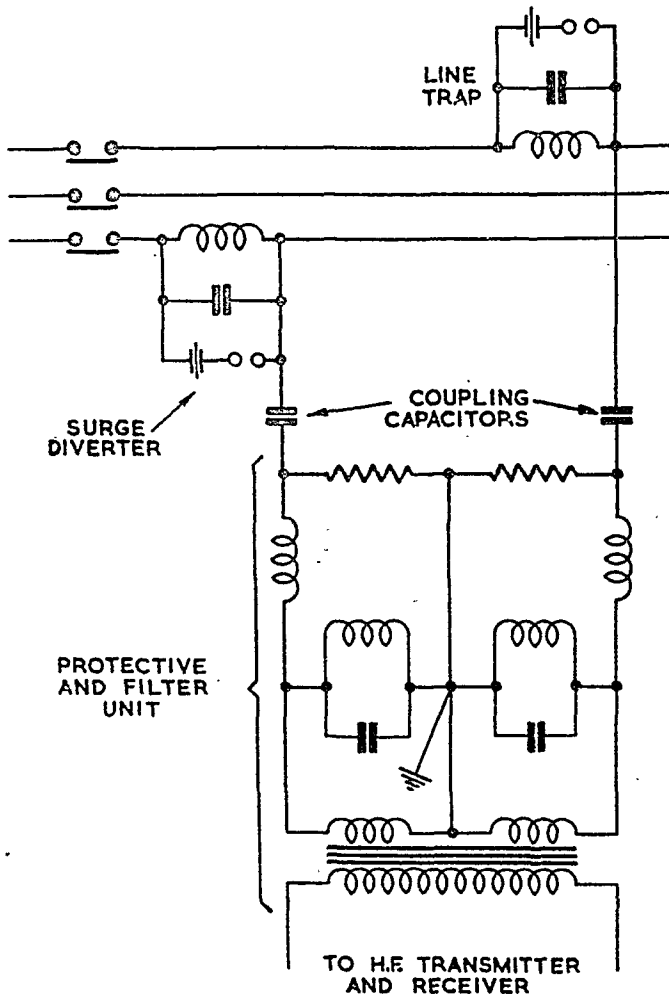 LINE
TRAP
SURGE
DIVERTER
COUPLING
CAPACITORS
PROTECTIVE
AND FILTER
UNIT
TO H.F. TRANSMITTER
AND RECEIVER